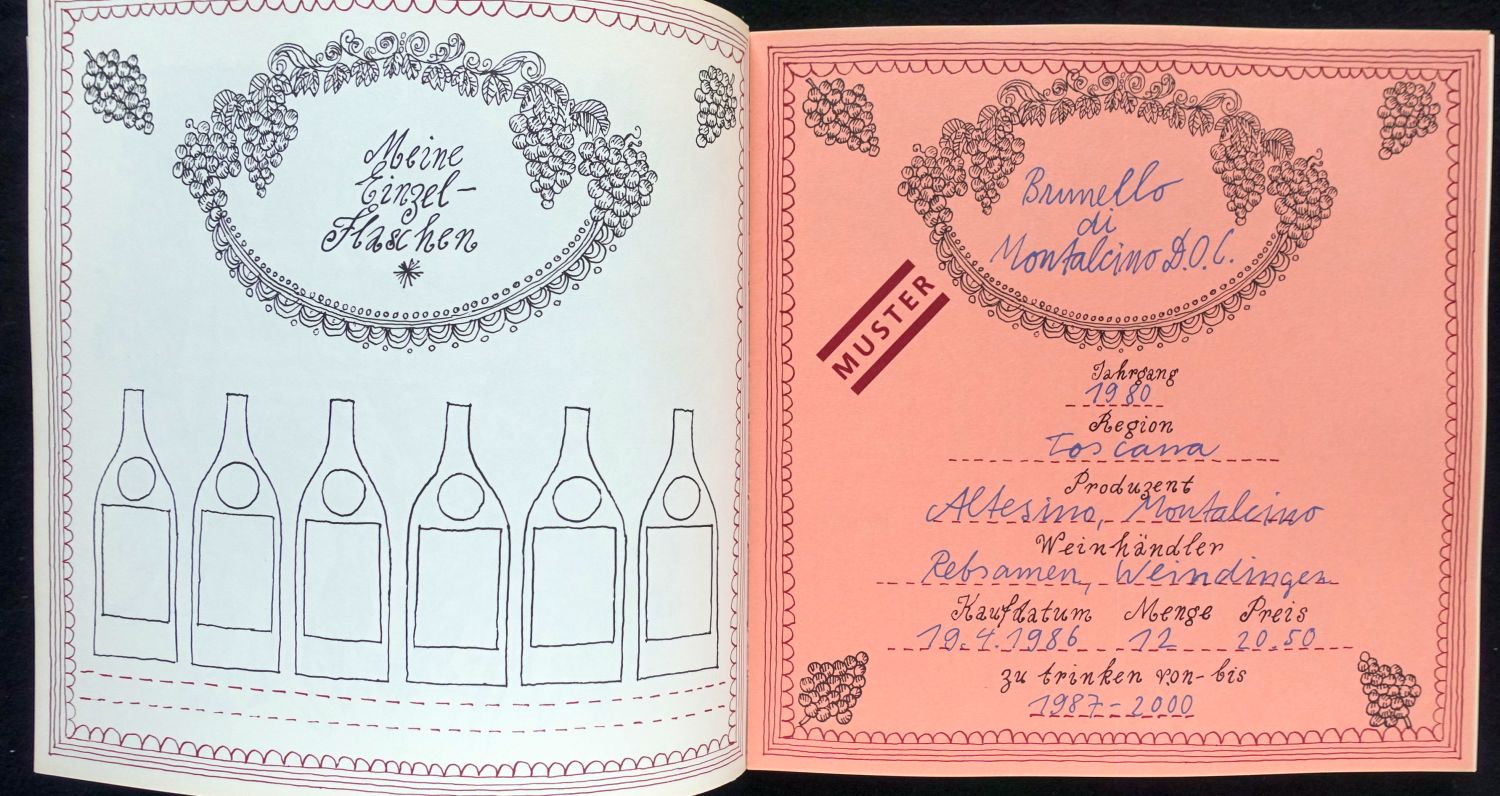 Meine
Einzel-
Flaschen
Brunello
di
Montalcino D.O.C.
MUSTER
Jahrgang
1980
Region
Toscana
Produzent
Altesino, Montalcino
Weinhändler
Rebsamen, Weindingen
Kaufdatum Menge Preis
19.4.1986 12 20.50
zu trinken von-bis
1987-2000